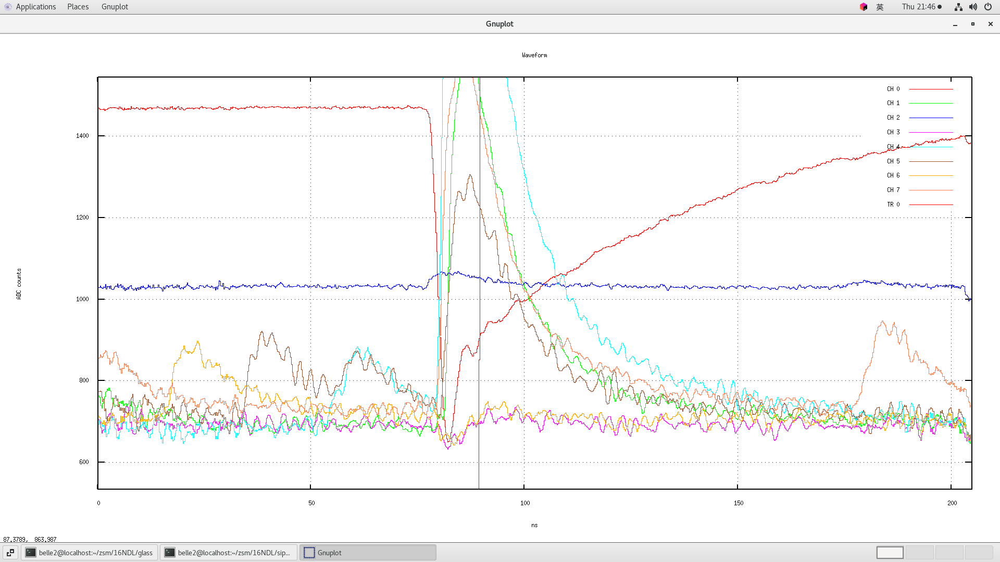 Applications Places Gnuplot 英 Thu 21:46
Gnuplot
Waveform
CH 0
CH 1
CH 2
CH 3
CH 4
CH 5
CH 6
CH 7
TR 0
1400
1200
1000
800
600
ADC counts
0 50 100 150 200
ns
87.3789, 863.987
belle2@localhost:~/zsm/16NDL/glass belle2@localhost:~/zsm/16NDL/sip... Gnuplot